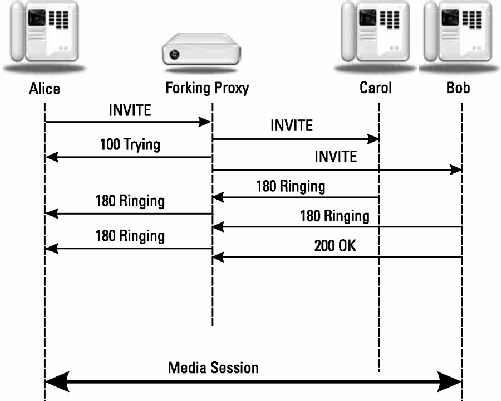 Alice
Forking Proxy
Carol
Bob
INVITE
INVITE
100 Trying
INVITE
180 Ringing
180 Ringing
180 Ringing
180 Ringing
200 OK
Media Session